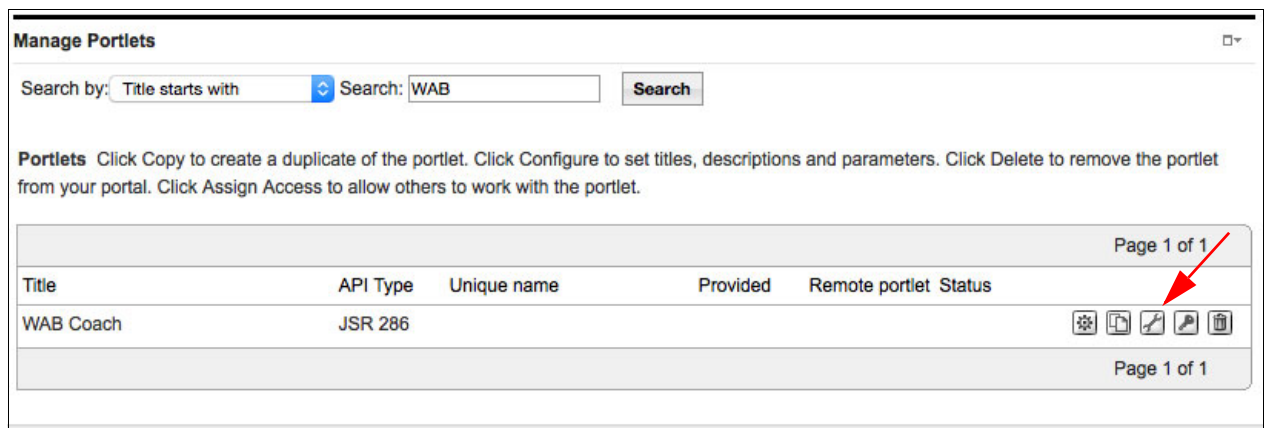 Manage Portlets
Search by: Title starts with Search: WAB Search
Portlets Click Copy to create a duplicate of the portlet. Click Configure to set titles, descriptions and parameters. Click Delete to remove the portlet
from your portal. Click Assign Access to allow others to work with the portlet.
Page 1 of 1
Title API Type Unique name Provided Remote portlet Status
WAB Coach JSR 286
Page 1 of 1